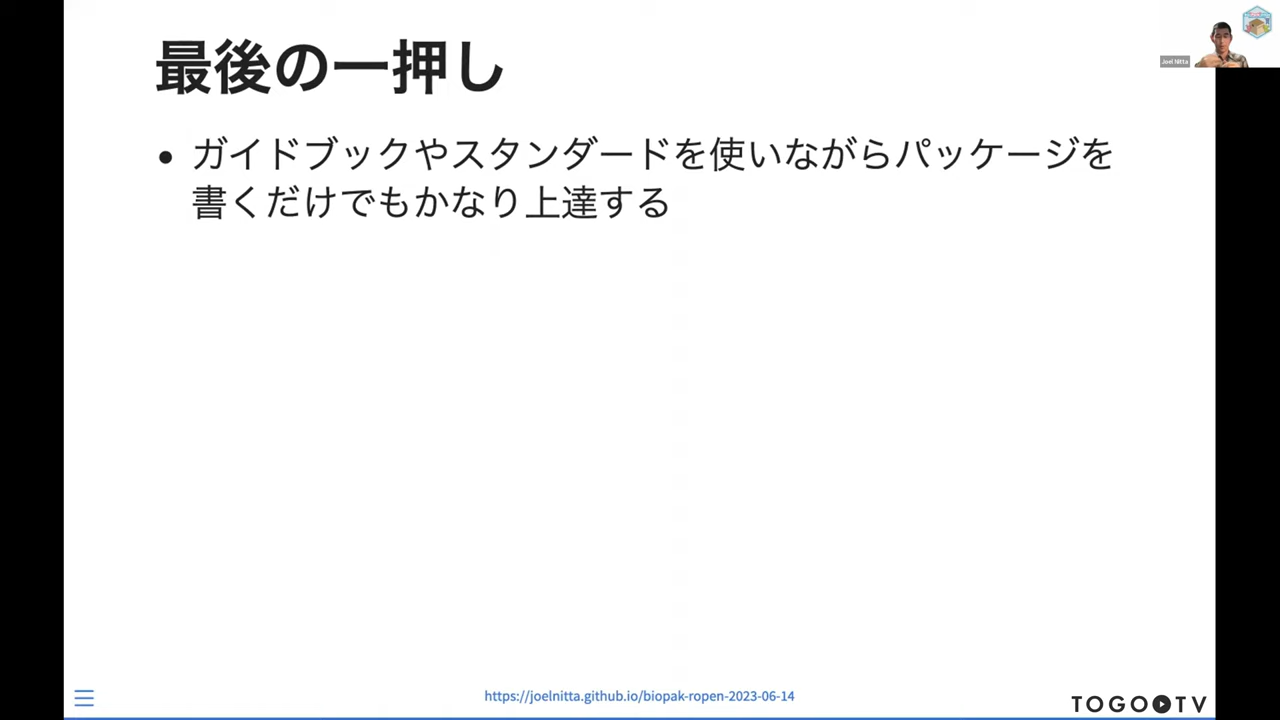 最後の一押し
Joel Nitta
• ガイドブックやスタンダードを使いながらパッケージを
書くだけでもかなり上達する
https://joelnitta.github.io/biopak-ropen-2023-06-14
TOGOTV